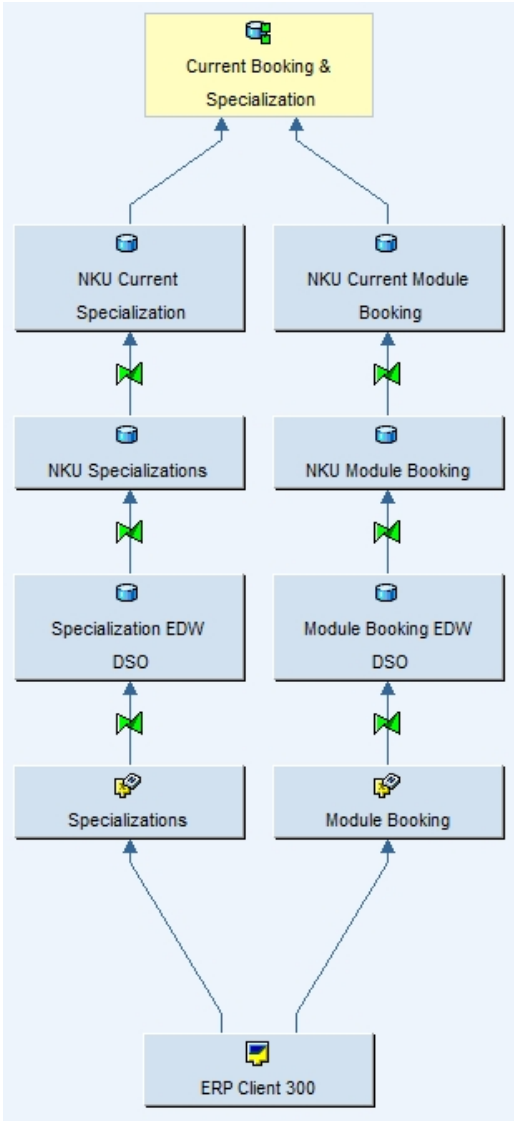 Current Booking &
Specialization
NKU Current
Specialization
NKU Current Module
Booking
NKU Specializations
NKU Module Booking
Specialization EDW
DSO
Module Booking EDW
DSO
Specializations
Module Booking
ERP Client 300